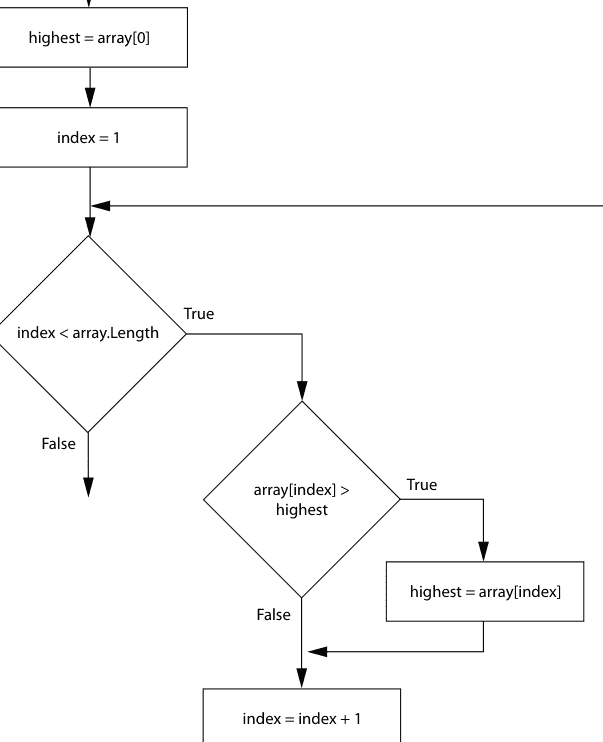 highest = array[0]
index = 1
True
index < array.Length
False
array[index] >
highest
True
highest = array[index]
False
index = index + 1